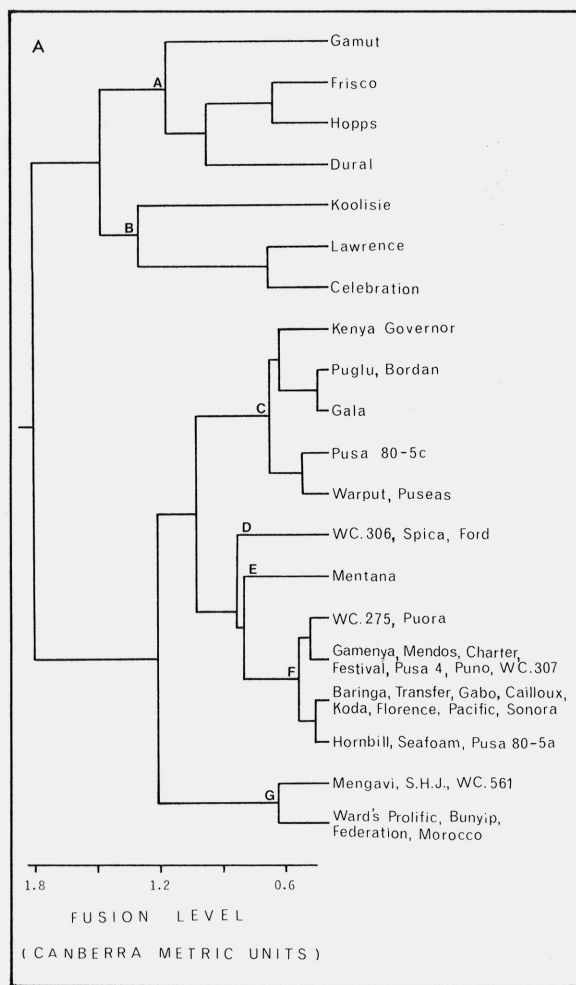 A
Gamut
A
Frisco
Hopps
Dural
Koolisie
B
Lawrence
Celebration
Kenya Governor
Puglu, Bordan
C
Gala
Pusa 80-5c
Warput, Puseas
D
WC.306, Spica, Ford
E
Mentana
WC.275, Puora
Gamenya, Mendos, Charter,
Festival, Pusa 4, Puno, WC.307
F
Baringa, Transfer, Gabo, Cailloux,
Koda, Florence, Pacific, Sonora
Hornbill, Seafoam, Pusa 80-5a
Mengavi, S.H.J., WC.561
G
Ward's Prolific, Bunyip,
Federation, Morocco
1.8 1.2 0.6
FUSION LEVEL
(CANBERRA METRIC UNITS)